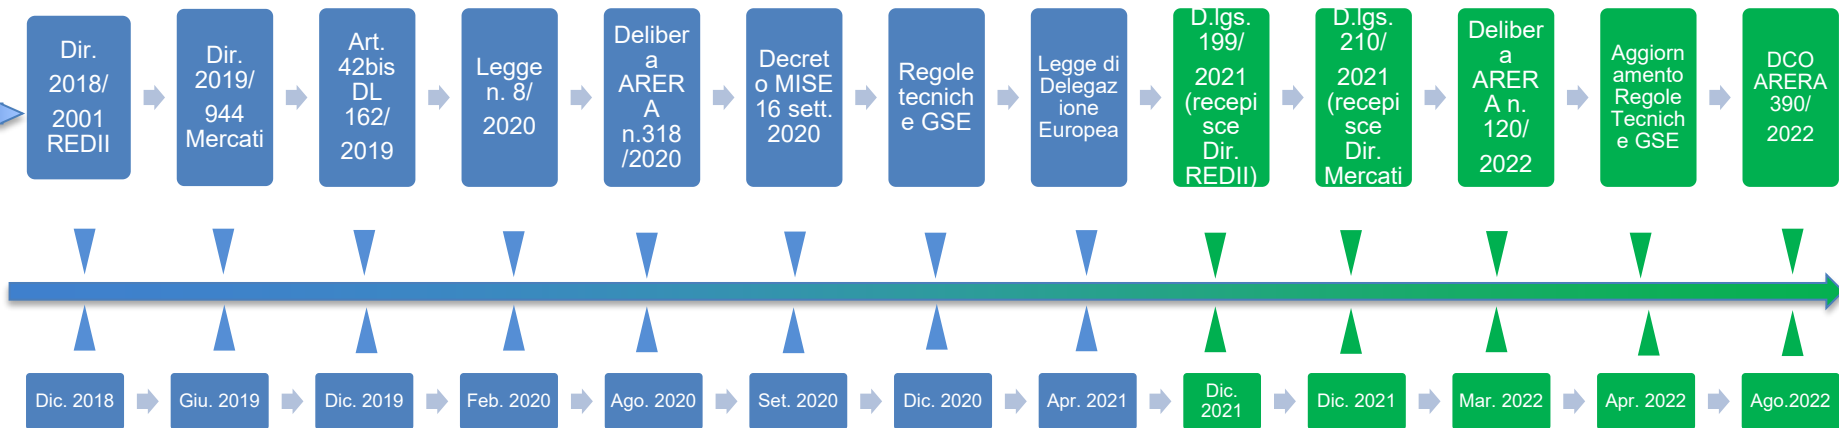 Dir.
2018/
2001
REDII
Dir.
2019/
944
Mercati
Art.
42bis
DL
162/
2019
Legge
n. 8/
2020
Deliber
a
ARER
A
n.318
/2020
Decret
o MISE
16 sett.
2020
Regole
tecnich
e GSE
Legge di
Delegaz
ione
Europea
D.lgs.
199/
2021
(recepi
sce
Dir.
REDII)
D.lgs.
210/
2021
(recepi
sce
Dir.
Mercati
Deliber
a
ARER
A n.
120/
2022
Aggiorn
amento
Regole
Tecnich
e GSE
DCO
ARERA
390/
2022
Dic. 2018
Giu. 2019
Dic. 2019
Feb. 2020
Ago. 2020
Set. 2020
Dic. 2020
Apr. 2021
Dic.
2021
Dic. 2021
Mar. 2022
Apr. 2022
Ago.2022